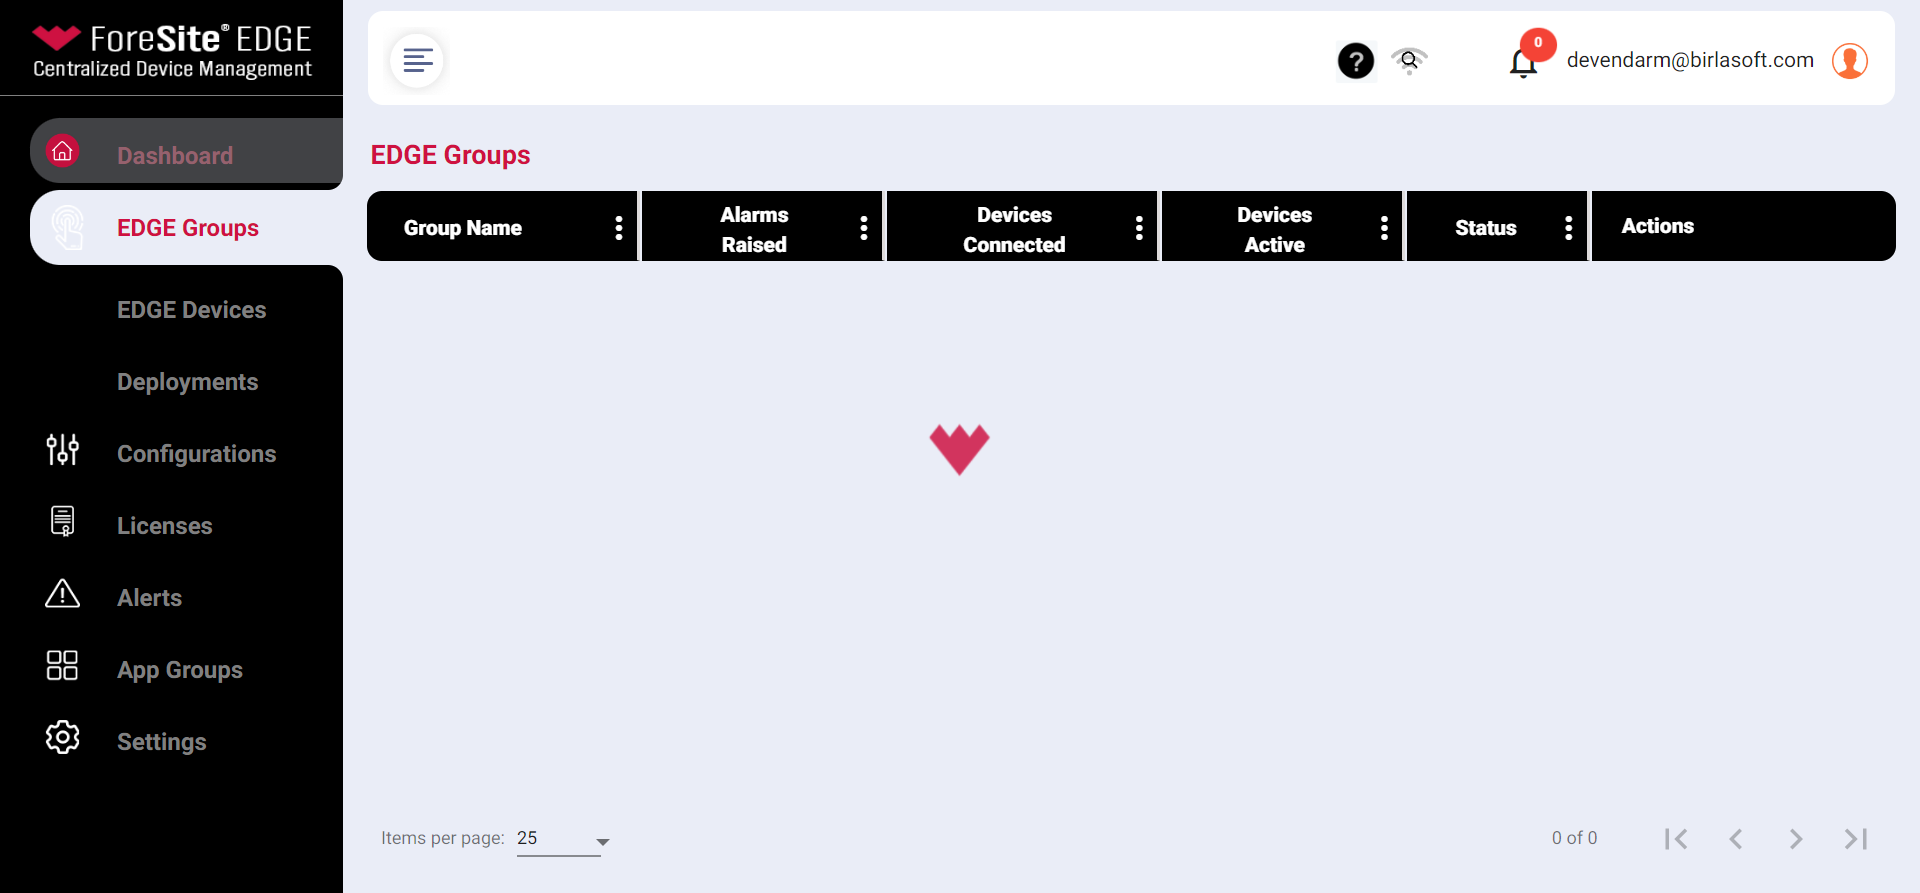 ForeSite® EDGE
Centralized Device Management
Dashboard
EDGE Groups
EDGE Devices
Deployments
Configurations
Licenses
Alerts
App Groups
Settings
?
0
devendarm@birlasoft.com
EDGE Groups
Group Name
Alarms
Raised
Devices
Connected
Devices
Active
Status
Actions
Items per page: 25
0 of 0